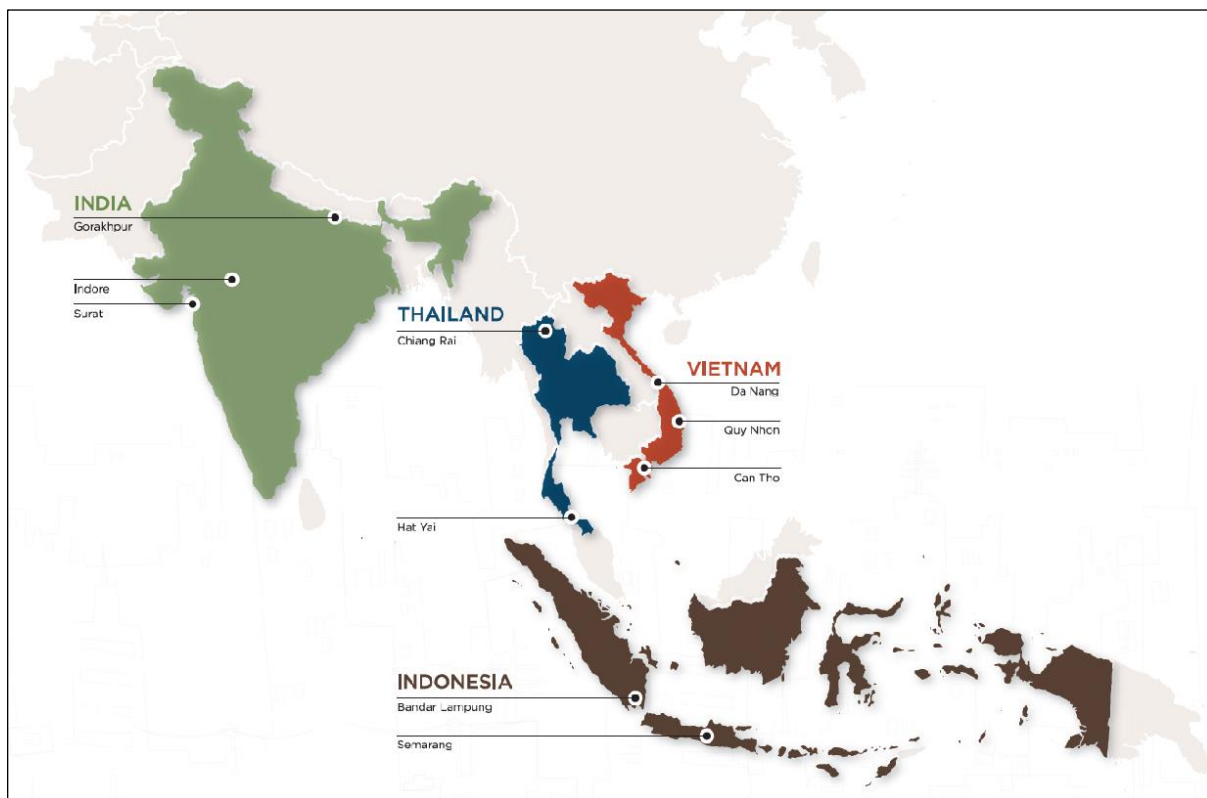 INDIA
Gorakhpur
Indore
Surat
THAILAND
Chiang Rai
Hat Yai
VIETNAM
Da Nang
Quy Nhon
Can Tho
INDONESIA
Bandar Lampung
Semarang